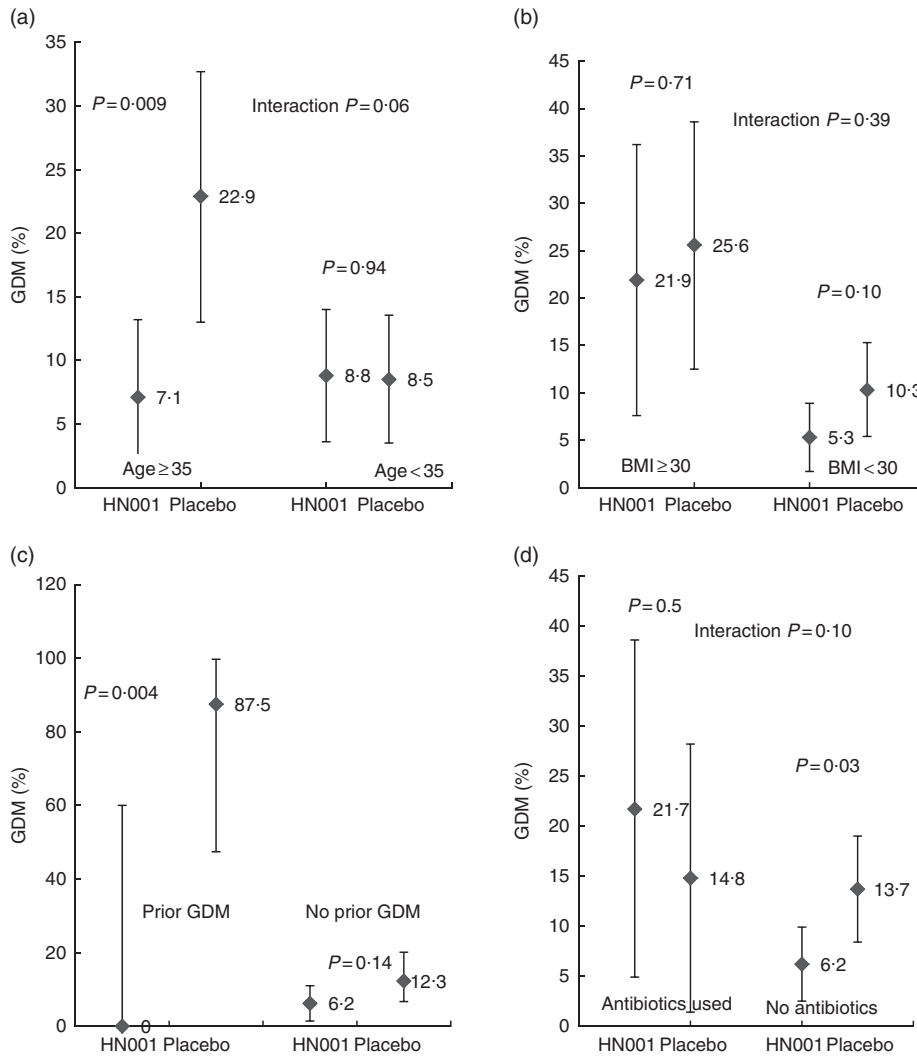 (a)
35
30
25
20
15
10
5
0
GDM (%)
P=0·009
Interaction P=0·06
22·9
P=0·94
7·1
8·8
8·5
Age≥35
Age<35
HN001 Placebo
HN001 Placebo
(b)
45
40
35
30
25
20
15
10
5
0
GDM (%)
P=0·71
Interaction P=0·39
21·9
25·6
P=0·10
5·3
10·3
BMI≥30
BMI<30
HN001 Placebo
HN001 Placebo
(c)
120
100
80
60
40
20
0
GDM (%)
P=0·004
87·5
Prior GDM
No prior GDM
P=0·14
0
6·2
12·3
HN001 Placebo
HN001 Placebo
(d)
45
40
35
30
25
20
15
10
5
0
GDM (%)
P=0.5
Interaction P=0·10
P=0·03
21·7
14·8
6·2
13·7
Antibiotics used
No antibiotics
HN001 Placebo
HN001 Placebo